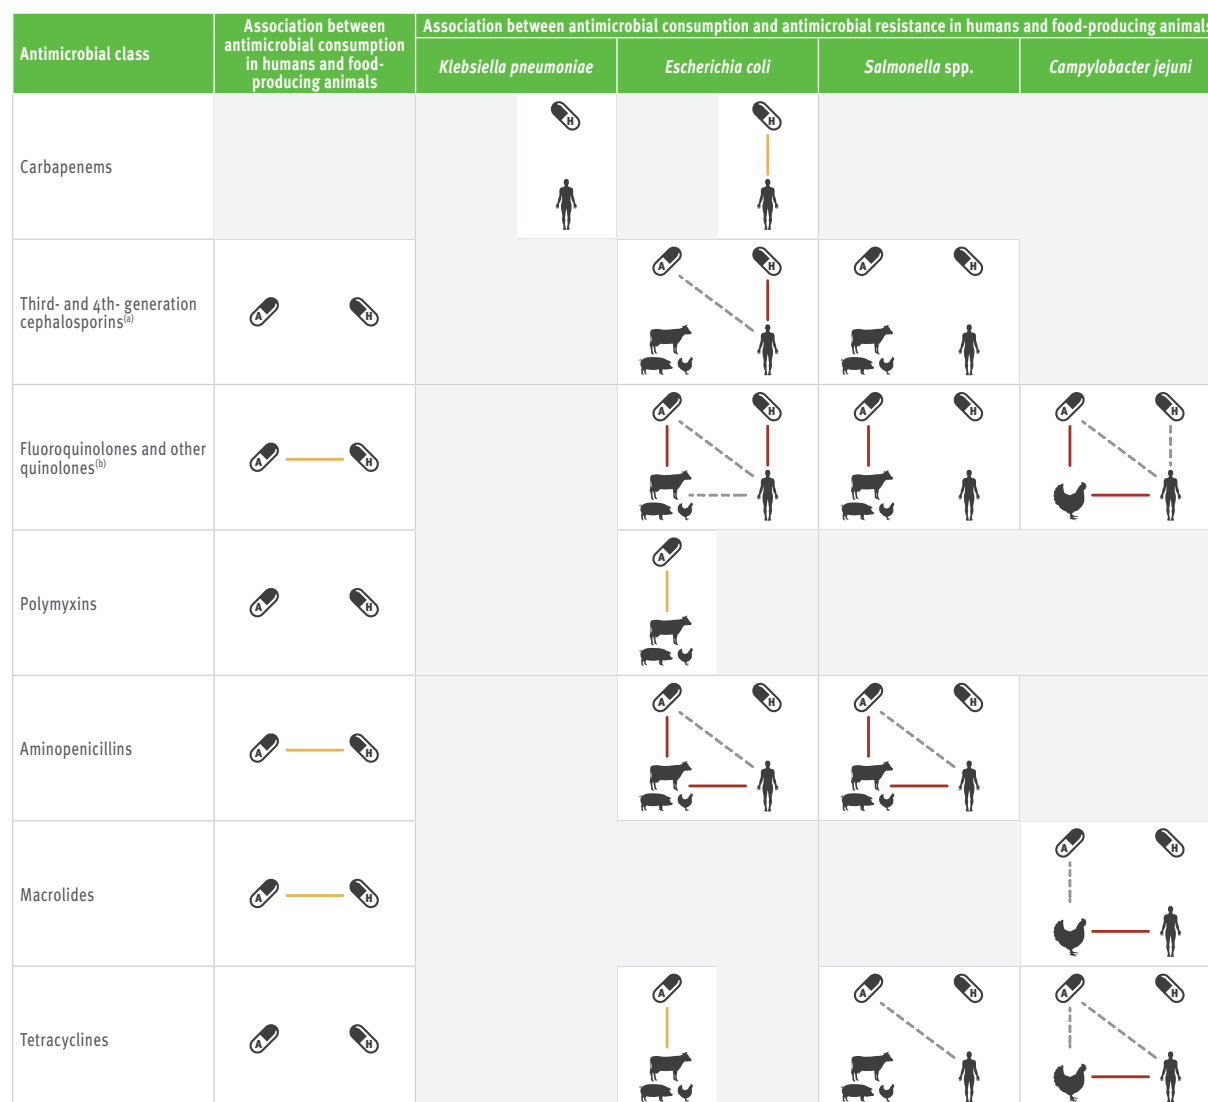 Antimicrobial class
Association between
antimicrobial consumption
in humans and food-
producing animals
Association between antimicrobial consumption and antimicrobial resistance in humans and food-producing animals
Klebsiella pneumoniae
Escherichia coli
Salmonella spp.
Campylobacter jejuni
Carbapenems
H
H
Third- and 4th- generation
cephalosporins(a)
A H
A H
A H
Fluoroquinolones and other
quinolones(b)
A H
A H
A H
A H
Polymyxins
A H
A
Aminopenicillins
A H
A H
A H
Macrolides
A H
A H
Tetracyclines
A H
A
A H
A H